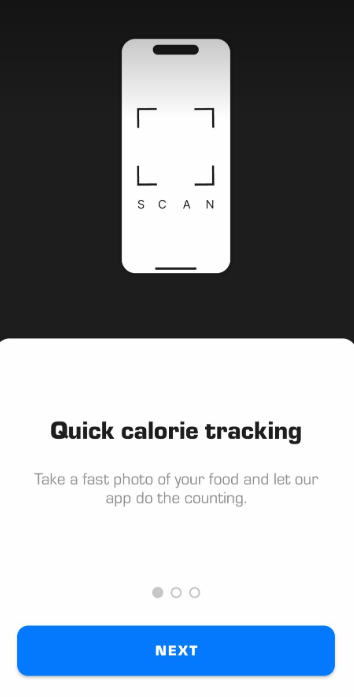 S C A N
Quick calorie tracking
Take a fast photo of your food and let our
app do the counting.
NEXT